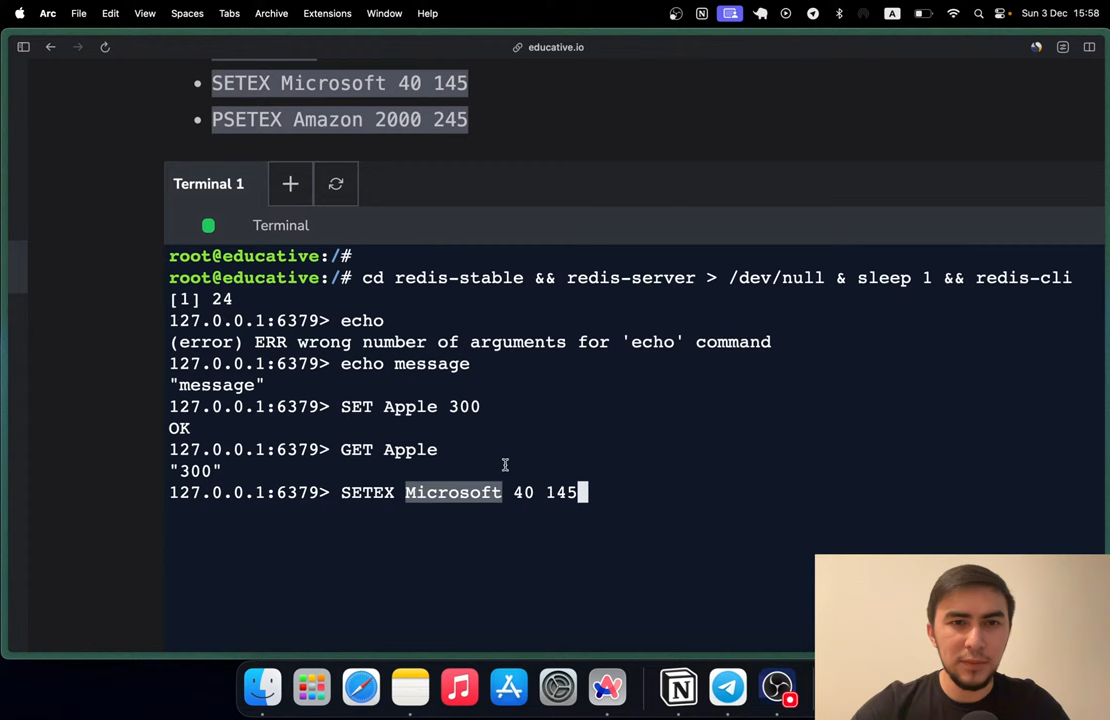 Arc File Edit View Spaces Tabs Archive Extensions Window Help A Sun 3 Dec 15:58
educative.io
• SETEX Microsoft 40 145
• PSETEX Amazon 2000 245
Terminal 1
Terminal
root@educative:/#
root@educative:/# cd redis-stable && redis-server > /dev/null & sleep 1 && redis-cli
[1] 24
127.0.0.1:6379> echo
(error) ERR wrong number of arguments for 'echo' command
127.0.0.1:6379> echo message
"message"
127.0.0.1:6379> SET Apple 300
OK
127.0.0.1:6379> GET Apple
"300"
127.0.0.1:6379> SETEX Microsoft 40 145